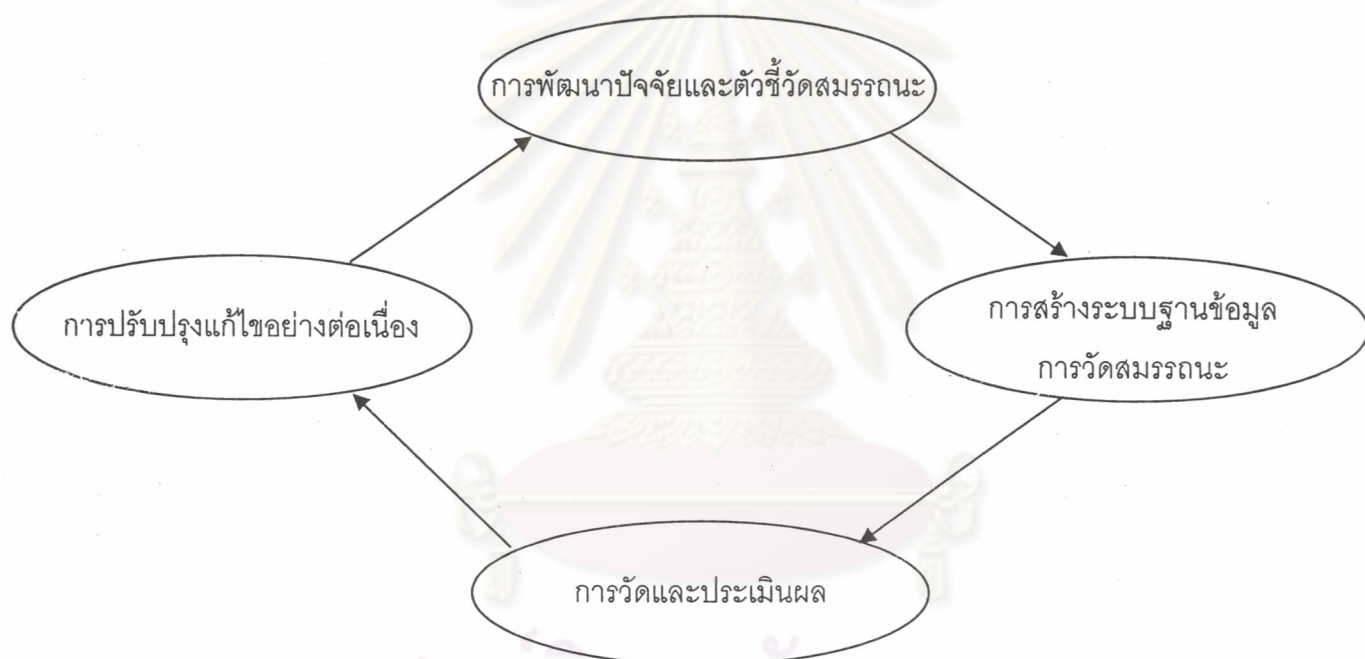 การพัฒนาปัจจัยและตัวชี้วัดสมรรถนะ
การปรับปรุงแก้ไขอย่างต่อเนื่อง
การสร้างระบบฐานข้อมูล
การวัดสมรรถนะ
การวัดและประเมินผล